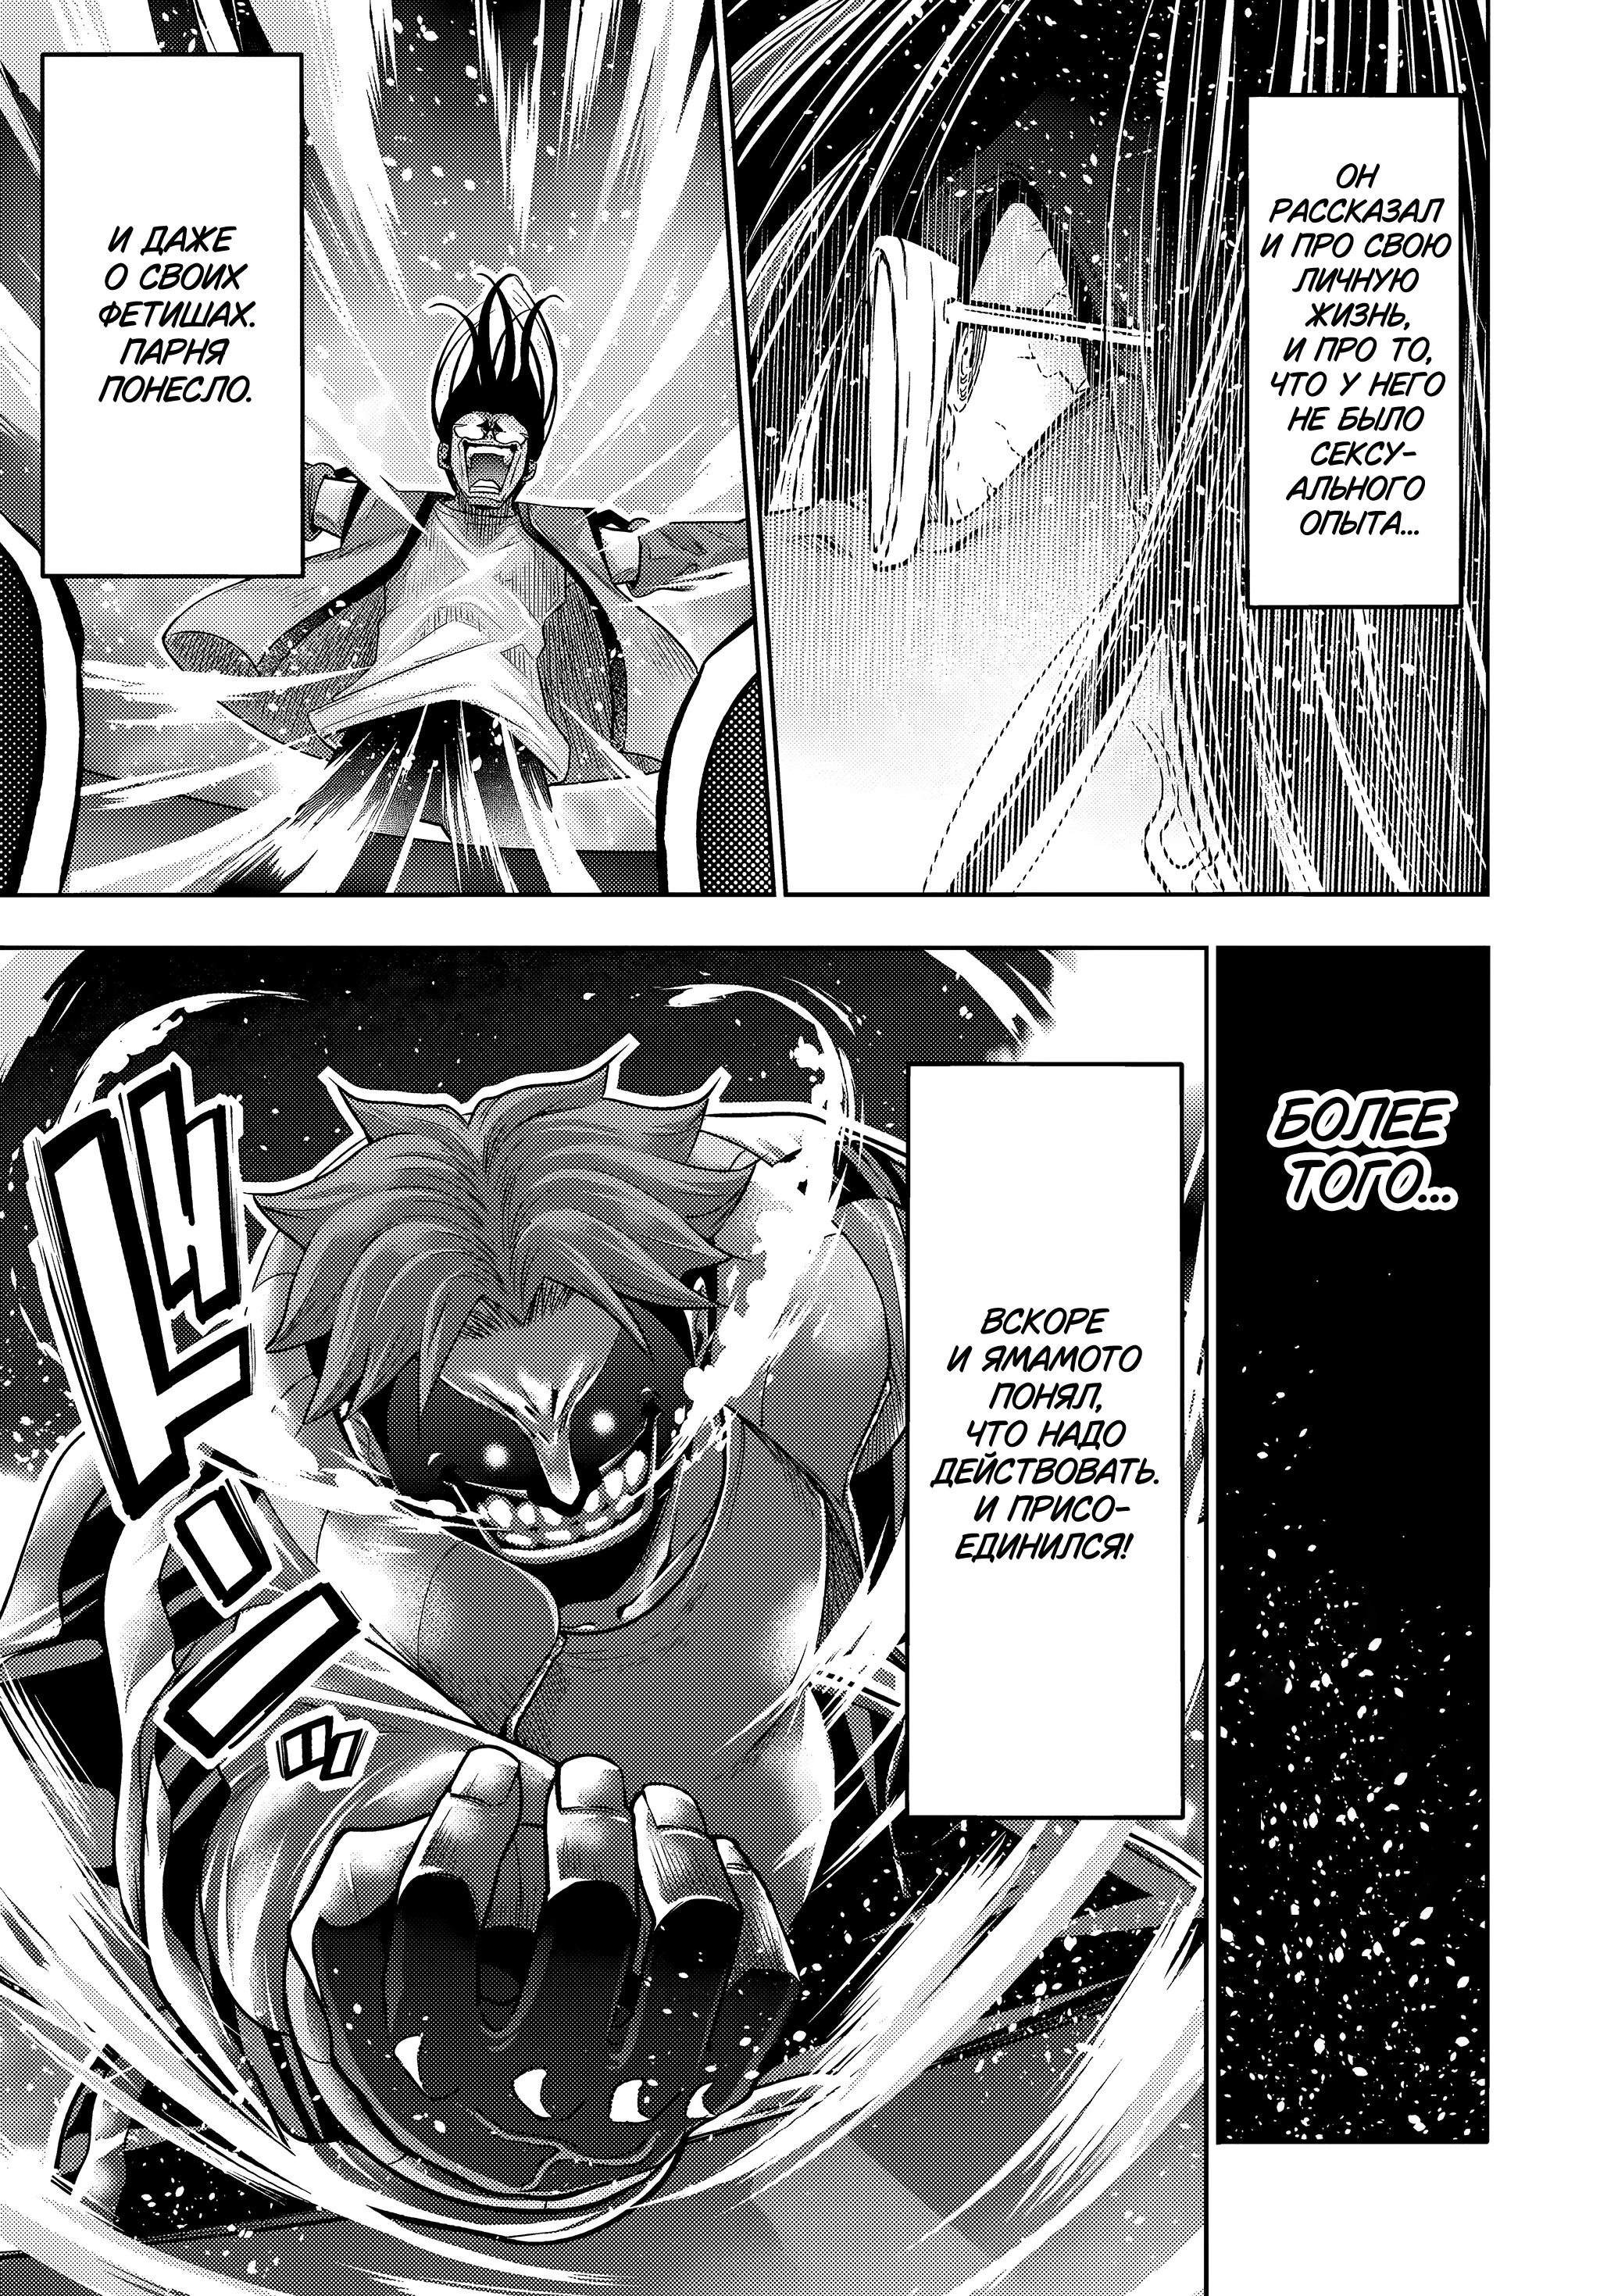 ОН
РАССКАЗАЛ
И ПРО СВОЮ
ЛИЧНУЮ
ЖИЗНЬ,
И ПРО ТО,
ЧТО У НЕГО
НЕ БЫЛО
СЕКСУ-
АЛЬНОГО
ОПЫТА...
И ДАЖЕ
О СВОИХ
ФЕТИШАХ.
ПАРНЯ
ПОНЕСЛО.
БОЛЕЕ
ТОГО...
ВСКОРЕ
И ЯМАМОТО
ПОНЯЛ,
ЧТО НАДО
ДЕЙСТВОВАТЬ.
И ПРИСО-
ЕДИНИЛСЯ!